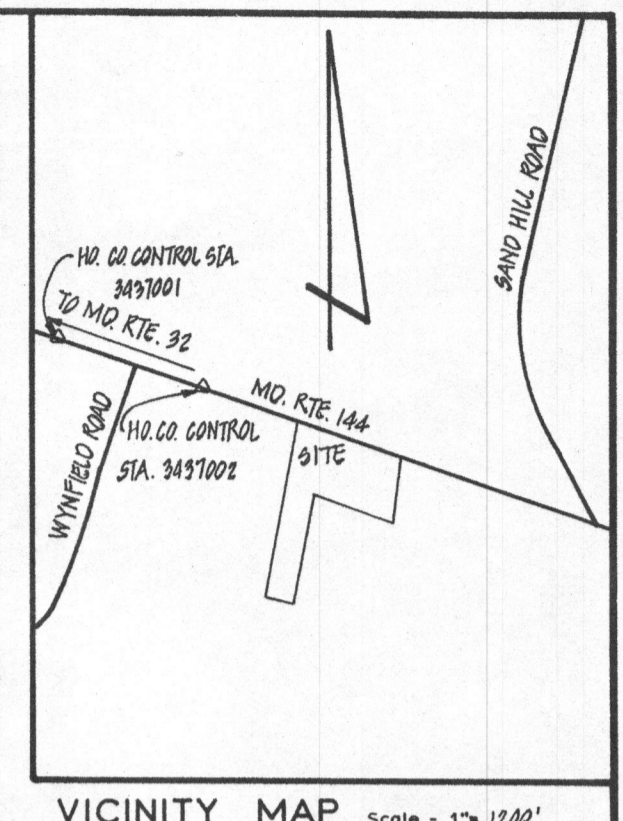 SAND HILL ROAD
HO. CO. CONTROL STA.
3437001
TO MD. RTE. 32
MD. RTE. 144
WYNFIELD ROAD
HO. CO. CONTROL
STA. 3437002
SITE
VICINITY MAP Scale - 1"= 1200'